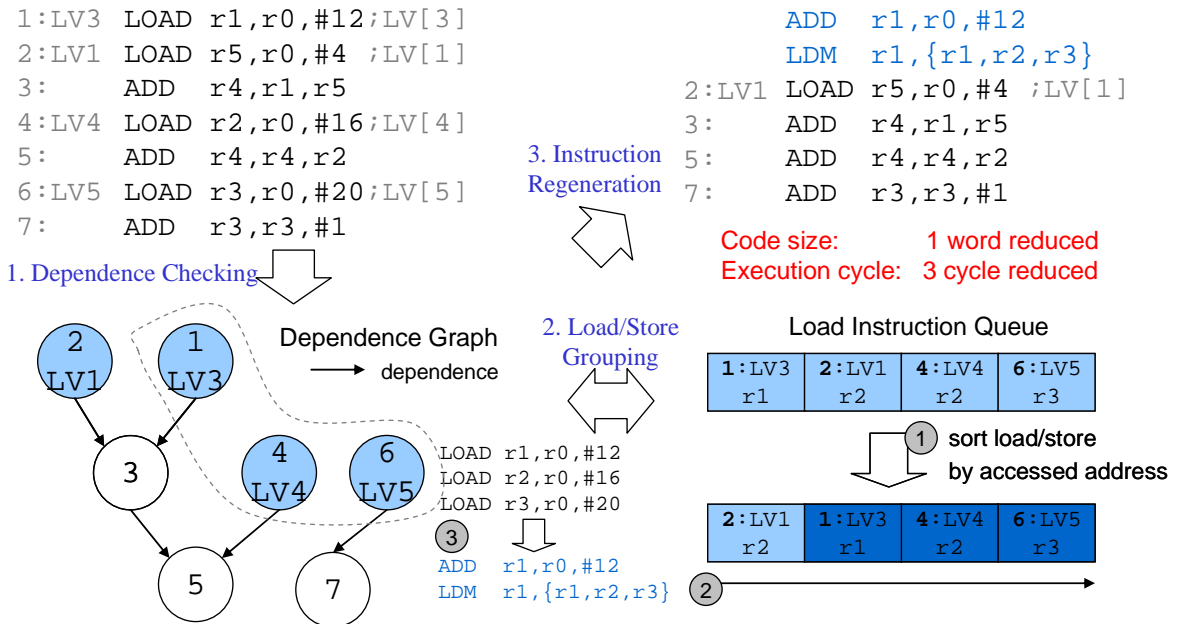 1:LV3 LOAD r1,r0,#12;LV[3]
2:LV1 LOAD r5,r0,#4 ;LV[1]
3: ADD r4,r1,r5
4:LV4 LOAD r2,r0,#16;LV[4]
5: ADD r4,r4,r2
6:LV5 LOAD r3,r0,#20;LV[5]
7: ADD r3,r3,#1
1. Dependence Checking
3. Instruction
Regeneration
ADD r1,r0,#12
LDM r1,{r1,r2,r3}
2:LV1 LOAD r5,r0,#4 ;LV[1]
3: ADD r4,r1,r5
5: ADD r4,r4,r2
7: ADD r3,r3,#1
Code size: 1 word reduced
Execution cycle: 3 cycle reduced
2
LV1
1
LV3
3
4
LV4
6
LV5
5
7
Dependence Graph
dependence
2. Load/Store
Grouping
LOAD r1,r0,#12
LOAD r2,r0,#16
LOAD r3,r0,#20
3
ADD r1,r0,#12
LDM r1,{r1,r2,r3}
Load Instruction Queue
1:LV3 2:LV1 4:LV4 6:LV5
r1 r2 r2 r3
1 sort load/store
by accessed address
2:LV1 1:LV3 4:LV4 6:LV5
r2 r1 r2 r3
2